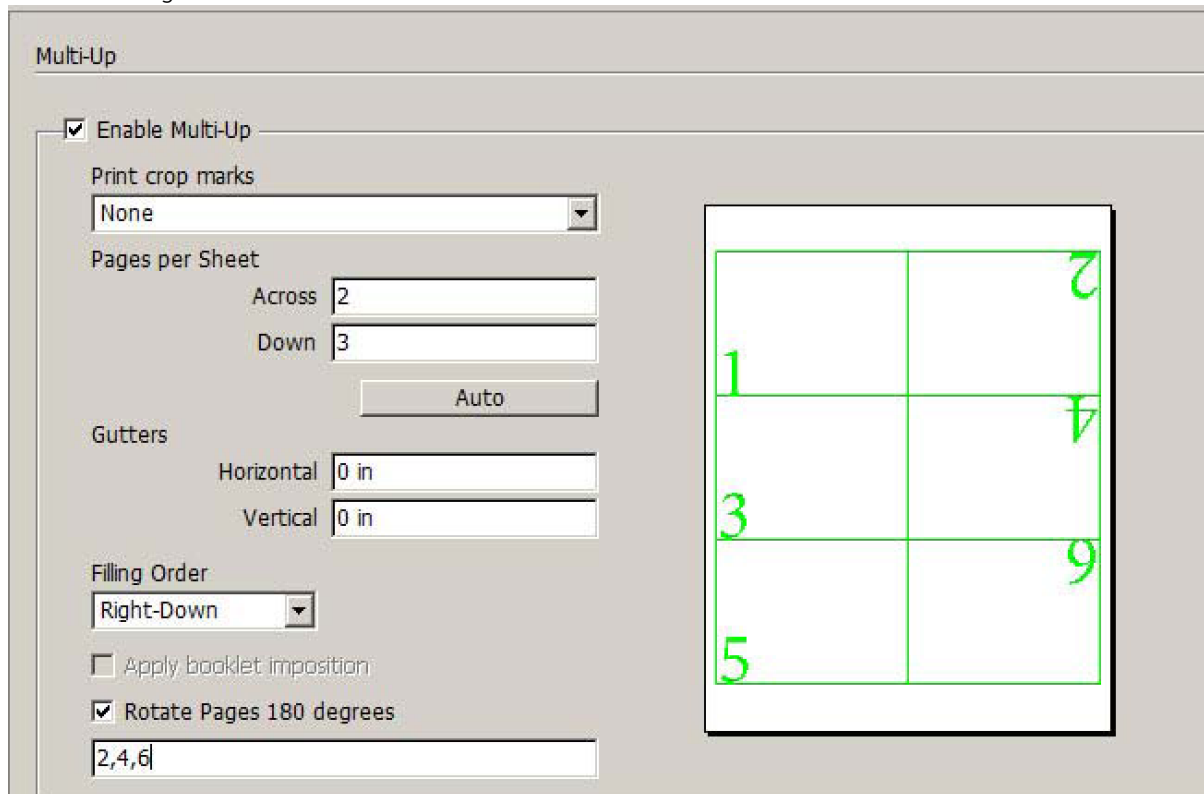 Multi-Up
Enable Multi-Up
Print crop marks
None
Pages per Sheet
Across 2
Down 3
Auto
Gutters
Horizontal 0 in
Vertical 0 in
Filling Order
Right-Down
Apply booklet imposition
Rotate Pages 180 degrees
2,4,6
1 2
3 4
5 6